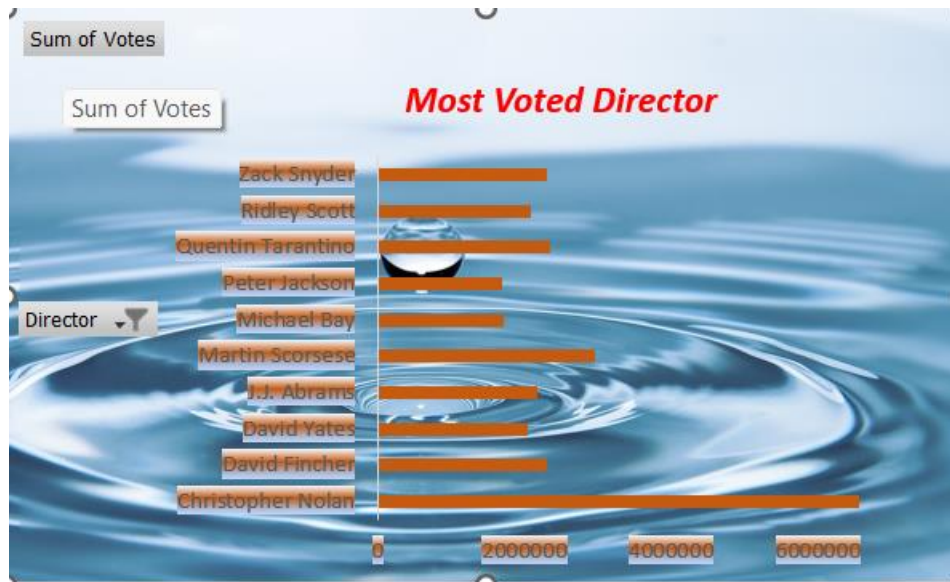 Sum of Votes
Sum of Votes
Most Voted Director
Zack Snyder
Ridley Scott
Quentin Tarantino
Peter Jackson
Director
Michael Bay
Martin Scorsese
J.J. Abrams
David Yates
David Fincher
Christopher Nolan
0 2000000 4000000 6000000